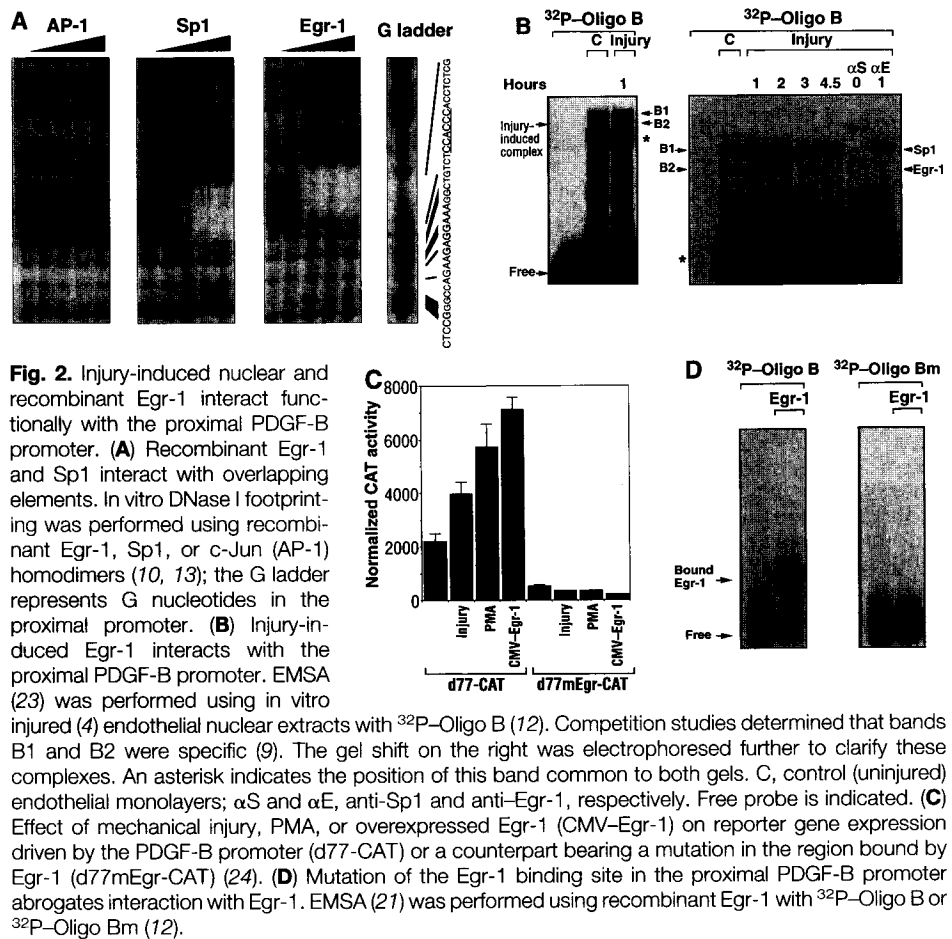 A
AP-1 Sp1 Egr-1 G ladder
CTCCGGGCCAGAAGAGGAAAGGCTGTCTCCACCCACCTCTCG
B
32P–Oligo B
C Injury
Hours 1
Injury-
induced
complex
B1
B2
*
Free
32P–Oligo B
C Injury
αS αE
1 2 3 4.5 0 1
B1 Sp1
B2 Egr-1
*
Fig. 2. Injury-induced nuclear and
recombinant Egr-1 interact func-
tionally with the proximal PDGF-B
promoter. (A) Recombinant Egr-1
and Sp1 interact with overlapping
elements. In vitro DNase I footprint-
ing was performed using recombi-
nant Egr-1, Sp1, or c-Jun (AP-1)
homodimers (10, 13); the G ladder
represents G nucleotides in the
proximal promoter. (B) Injury-in-
duced Egr-1 interacts with the
proximal PDGF-B promoter. EMSA
(23) was performed using in vitro
injured (4) endothelial nuclear extracts with 32P–Oligo B (12). Competition studies determined that bands
B1 and B2 were specific (9). The gel shift on the right was electrophoresed further to clarify these
complexes. An asterisk indicates the position of this band common to both gels. C, control (uninjured)
endothelial monolayers; αS and αE, anti-Sp1 and anti–Egr-1, respectively. Free probe is indicated. (C)
Effect of mechanical injury, PMA, or overexpressed Egr-1 (CMV–Egr-1) on reporter gene expression
driven by the PDGF-B promoter (d77-CAT) or a counterpart bearing a mutation in the region bound by
Egr-1 (d77mEgr-CAT) (24). (D) Mutation of the Egr-1 binding site in the proximal PDGF-B promoter
abrogates interaction with Egr-1. EMSA (21) was performed using recombinant Egr-1 with 32P–Oligo B or
32P–Oligo Bm (12).
C
Normalized CAT activity
8000
6000
4000
2000
0
Injury
PMA
CMV–Egr-1
Injury
PMA
CMV–Egr-1
d77-CAT d77mEgr-CAT
D
32P–Oligo B 32P–Oligo Bm
Egr-1 Egr-1
Bound
Egr-1
Free